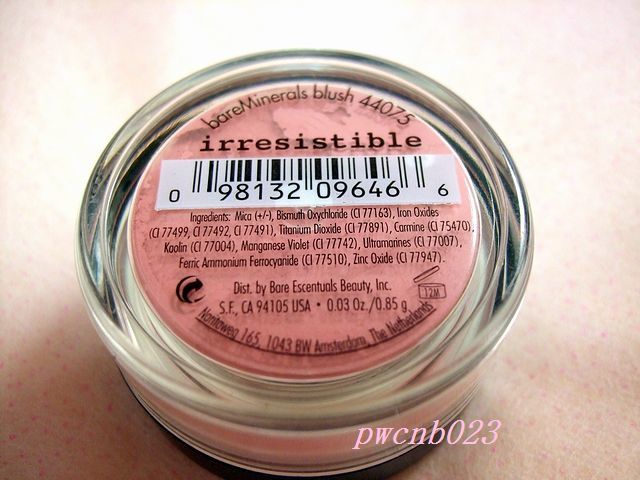 bareMinerals blush 44075
irresistible
0 98132 09646 6
Ingredients: Mica (+/-), Bismuth Oxychloride (CI 77163), Iron Oxides
(CI 77499, CI 77492, CI 77491), Titanium Dioxide (CI 77891), Carmine (CI 75470),
Kaolin (CI 77004), Manganese Violet (CI 77742), Ultramarines (CI 77007),
Ferric Ammonium Ferrocyanide (CI 77510), Zinc Oxide (CI 77947).
Dist. by Bare Escentuals Beauty, Inc.
S.F., CA 94105 USA • 0.03 Oz./0.85 g
12M
Naritaweg 165, 1043 BW Amsterdam, The Netherlands
pwcnb023